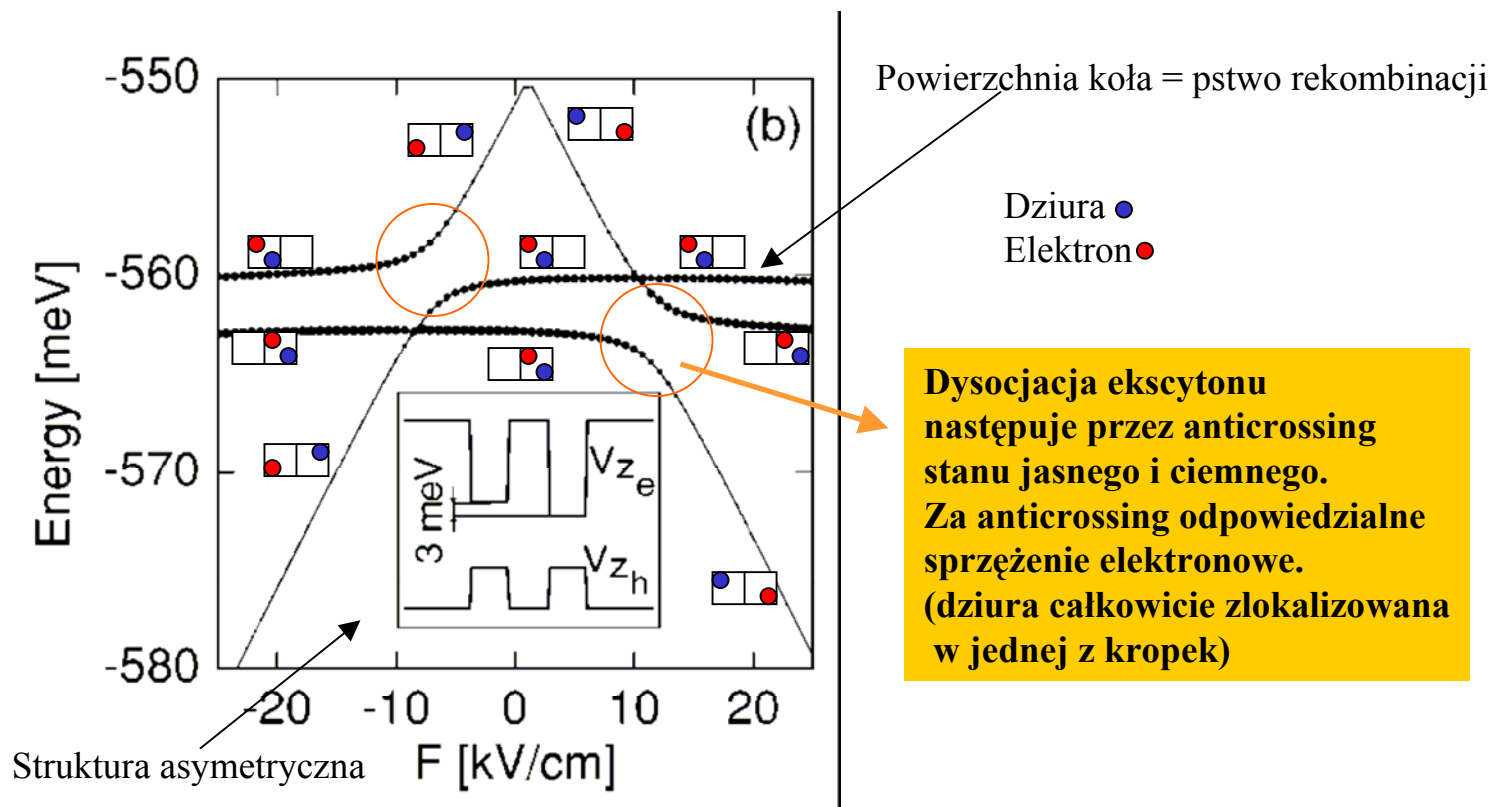 -550
-560
-570
-580
Energy [meV]
(b)
Vze
3 meV
Vzh
-20 -10 0 10 20
F [kV/cm]
Struktura asymetryczna
Powierzchnia koła = pstwo rekombinacji
Dziura
Elektron
Dysocjacja ekscytonu
następuje przez anticrossing
stanu jasnego i ciemnego.
Za anticrossing odpowiedzialne
sprzężenie elektronowe.
(dziura całkowicie zlokalizowana
w jednej z kropek)